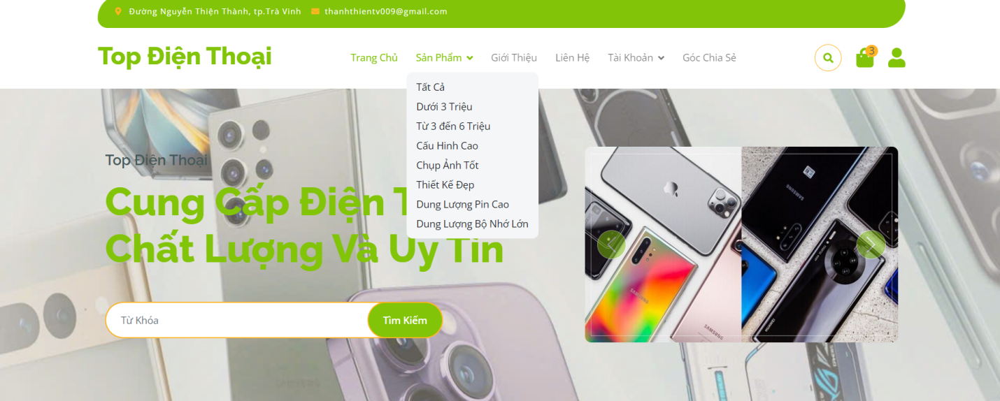 Đường Nguyễn Thiện Thành, tp.Trà Vinh thanhthientv009@gmail.com
Top Điện Thoại
Trang Chủ Sản Phẩm Giới Thiệu Liên Hệ Tài Khoản Góc Chia Sẻ
3
Tất Cả
Dưới 3 Triệu
Từ 3 đến 6 Triệu
Cấu Hinh Cao
Chụp Ảnh Tốt
Thiết Kế Đẹp
Dung Lượng Pin Cao
Dung Lượng Bộ Nhớ Lớn
Top Điện Thoại
Cung Cấp Điện
Chất Lượng Và Uy Tín
Từ Khóa
Tìm Kiếm
SAMSUNG
SAMSUNG
SAMSUNG
HUAWEI